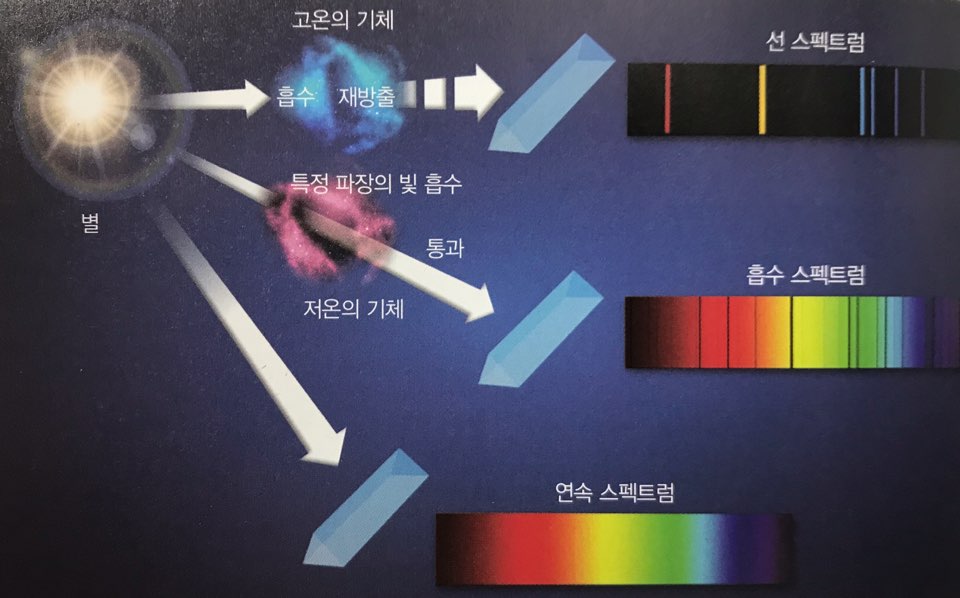 고온의 기체
흡수 재방출
선 스펙트럼
특정 파장의 빛 흡수
별
통과
저온의 기체
흡수 스펙트럼
연속 스펙트럼